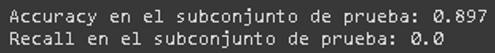 Accuracy en el subconjunto de prueba: 0.897
Recall en el subconjunto de prueba: 0.0